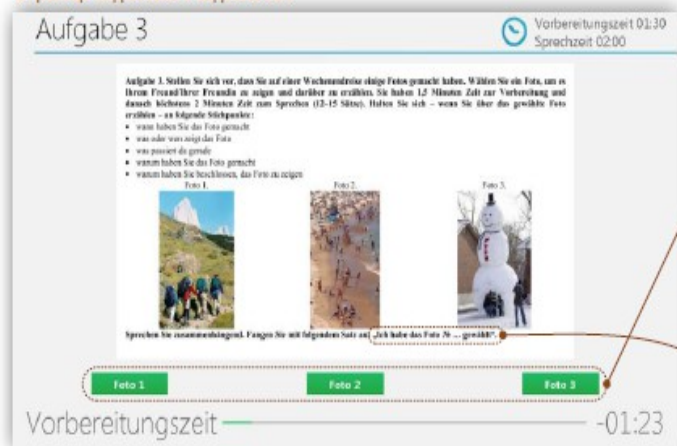 Aufgabe 3
Vorbereitungszeit 01:30
Sprechzeit 02:00
Aufgabe 3. Stellen Sie sich vor, dass Sie auf einer Wochenendreise einige Fotos gemacht haben. Wählen Sie ein Foto, um es
Ihrem Freund/Ihrer Freundin zu zeigen und darüber zu erzählen. Sie haben 1,5 Minuten Zeit zur Vorbereitung und
danach höchstens 2 Minuten Zeit zum Sprechen (12-15 Sätze). Halten Sie sich – wenn Sie über das gewählte Foto
erzählen – an folgende Stichpunkte:
• wann haben Sie das Foto gemacht
• was oder wen zeigt das Foto
• was passiert da gerade
• warum haben Sie das Foto gemacht
• warum haben Sie beschlossen, das Foto zu zeigen
Foto 1. Foto 2. Foto 3.
Sprechen Sie zusammenhängend. Fangen Sie mit folgendem Satz an: „Ich habe das Foto № ... gewählt“.
Foto 1 Foto 2 Foto 3
Vorbereitungszeit -01:23